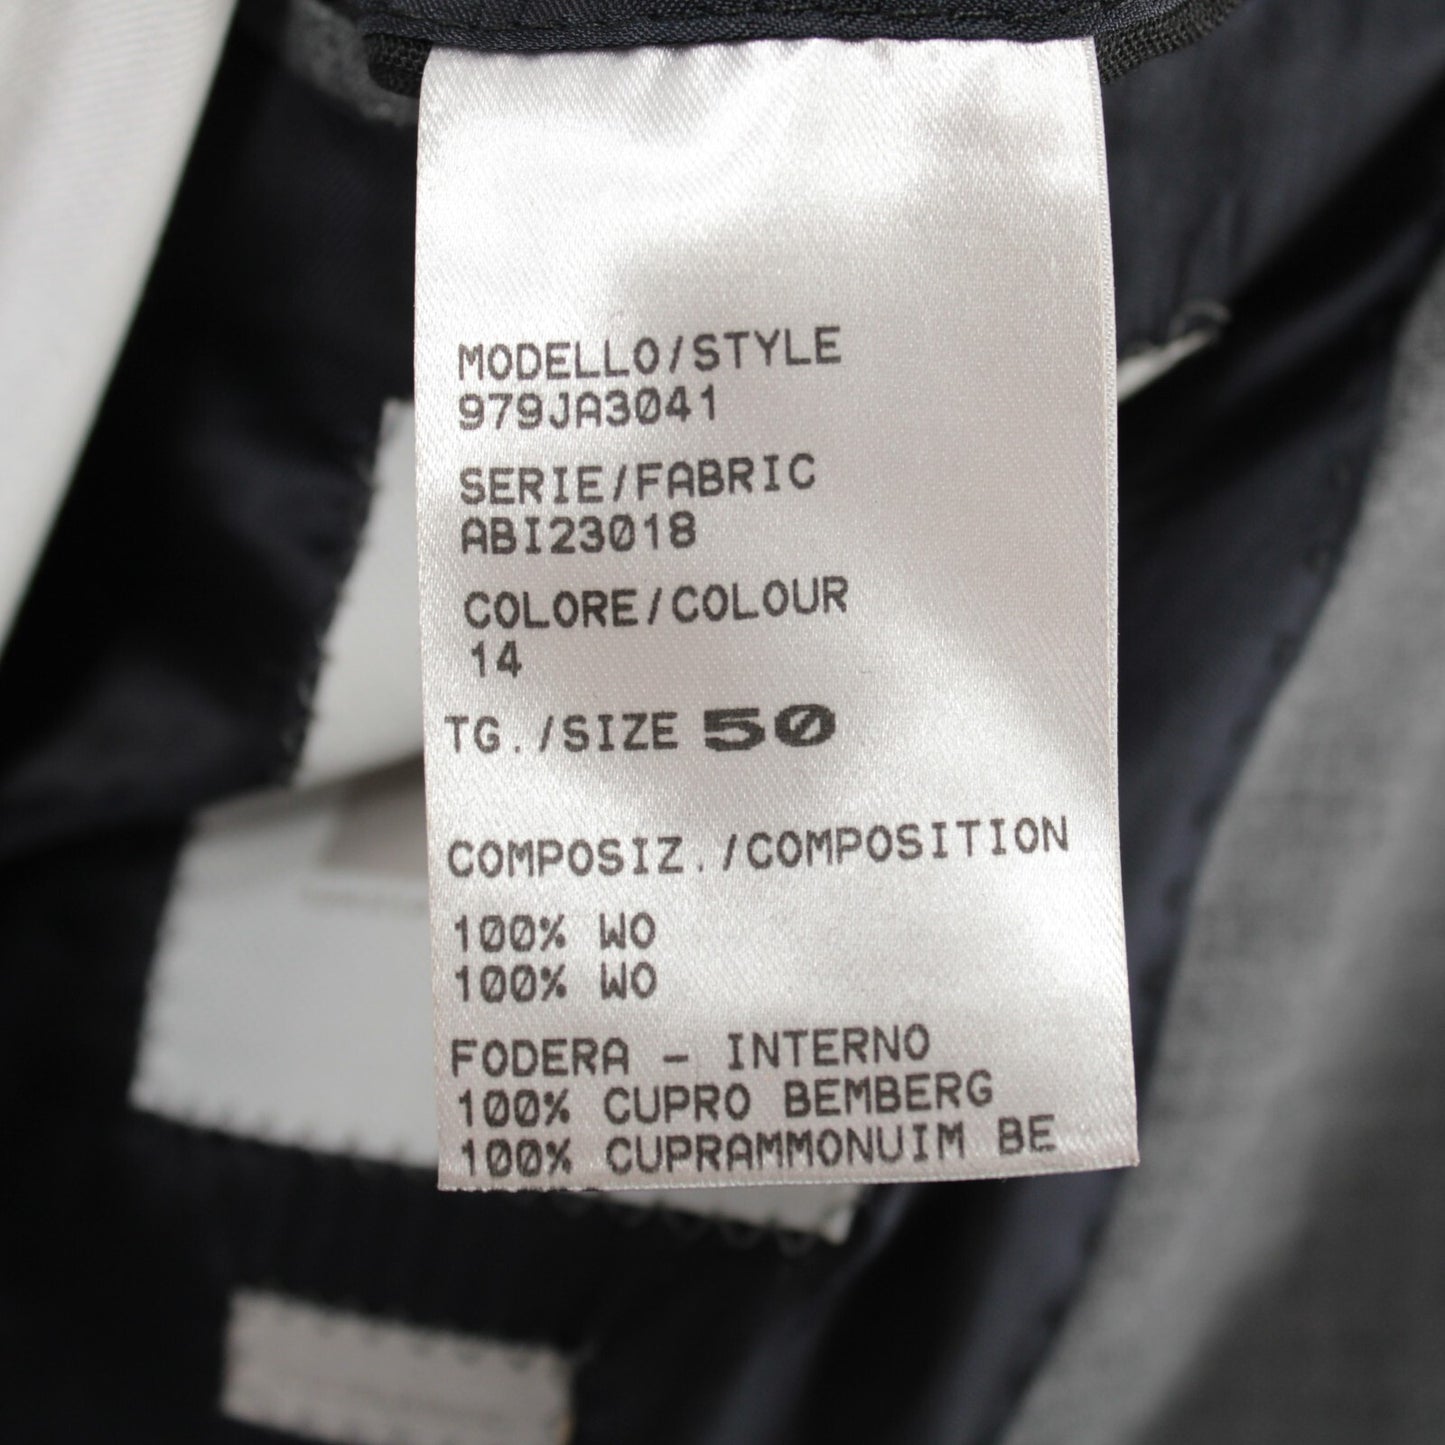 MODELLO/STYLE
979JA3041
SERIE/FABRIC
ABI23018
COLORE/COLOUR
14
TG./SIZE 50
COMPOSIZ./COMPOSITION
100% WO
100% WO
FODERA - INTERNO
100% CUPRO BEMBERG
100% CUPRAMMONUIM BE